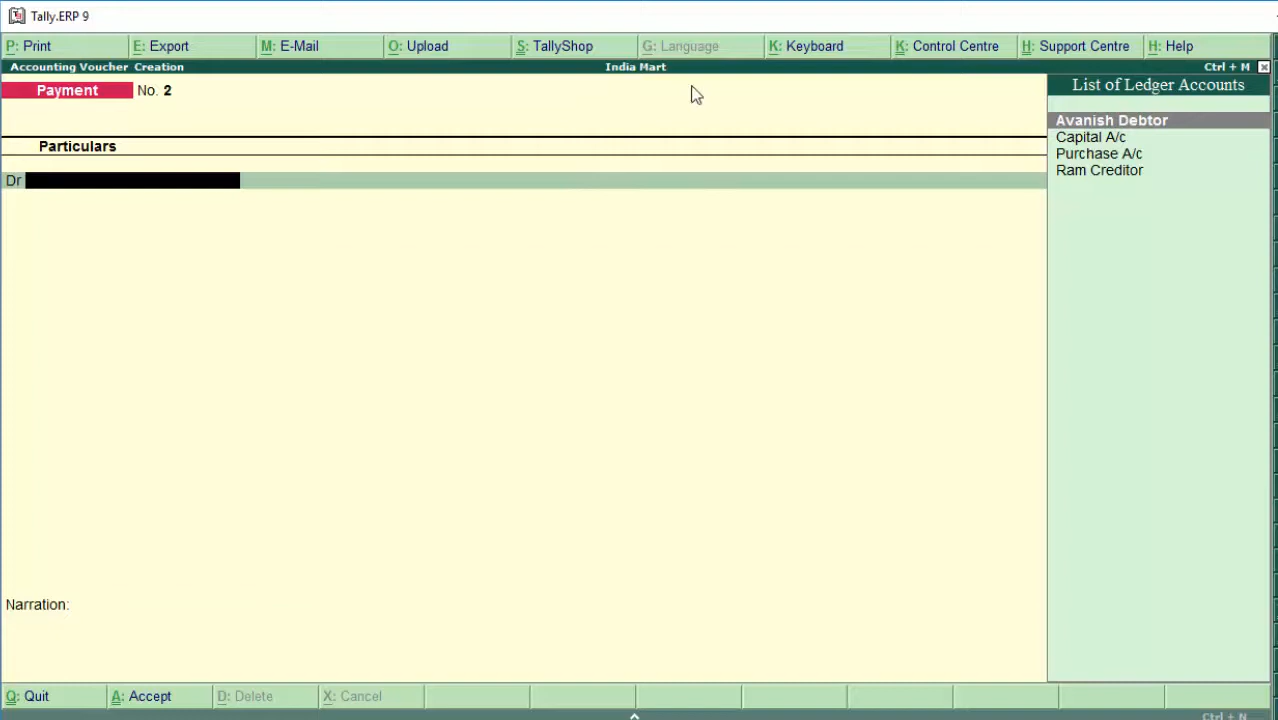 Tally.ERP 9
P: Print E: Export M: E-Mail O: Upload S: TallyShop G: Language K: Keyboard K: Control Centre H: Support Centre H: Help
Accounting Voucher Creation India Mart Ctrl + M
Payment No. 2
List of Ledger Accounts
Particulars
Dr
Avanish Debtor
Capital A/c
Purchase A/c
Ram Creditor
Narration:
Q: Quit A: Accept D: Delete X: Cancel
Ctrl + N